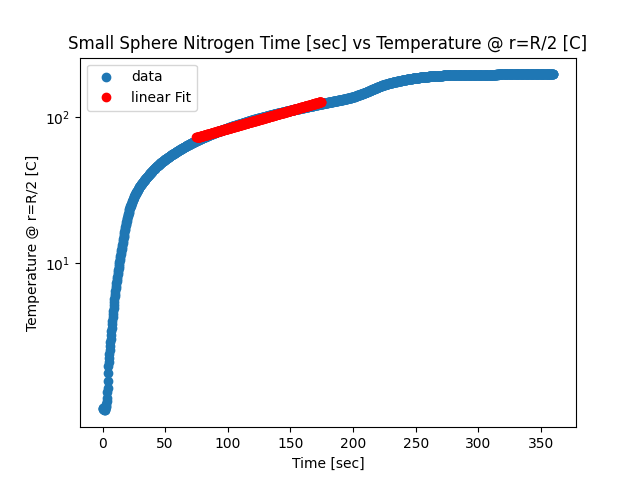 Small Sphere Nitrogen Time [sec] vs Temperature @ r=R/2 [C]
data
linear Fit
Temperature @ r=R/2 [C]
10²
10¹
0 50 100 150 200 250 300 350
Time [sec]